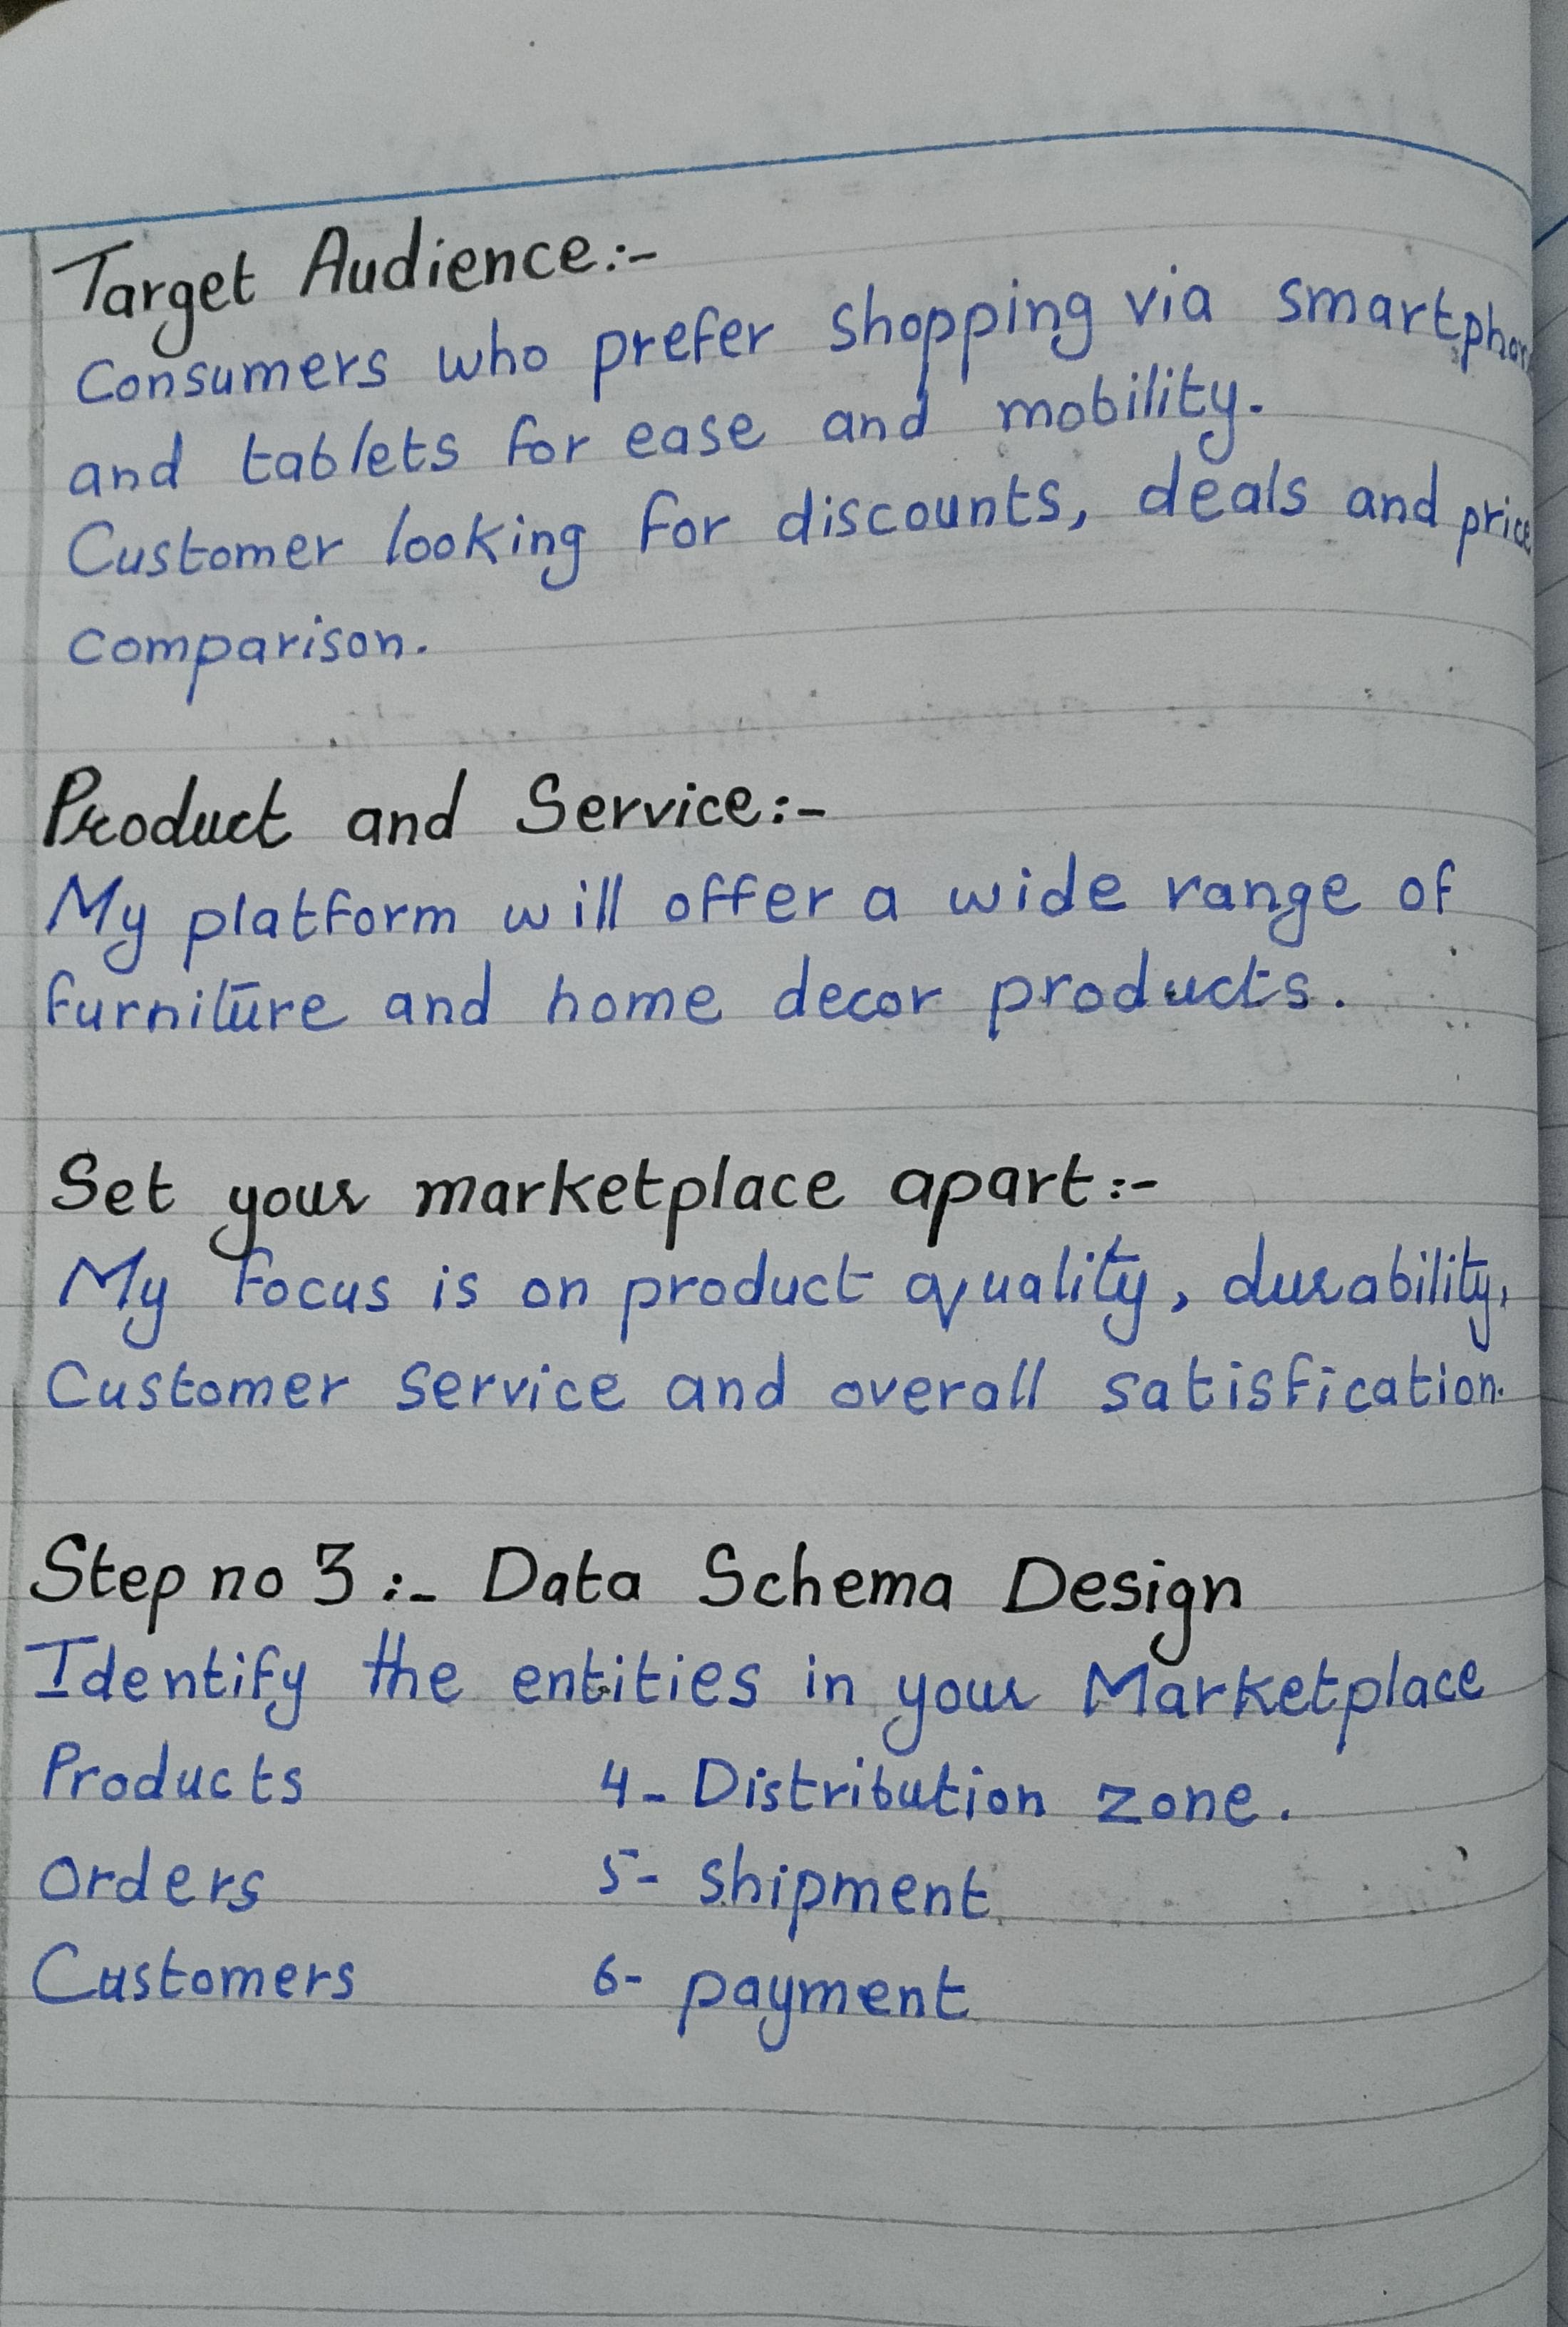 Target Audience:-
Consumers who prefer shopping via smartphon
and tablets for ease and mobility.
Customer looking for discounts, deals and price
comparison.
Product and Service:-
My platform will offer a wide range of
furniture and home decor products.
Set your marketplace apart:-
My focus is on product quality, durability,
Customer service and overall satisfication.
Step no 3:- Data Schema Design
Identify the entities in your Marketplace
Products 4- Distribution zone.
Orders 5- shipment
Customers 6- payment